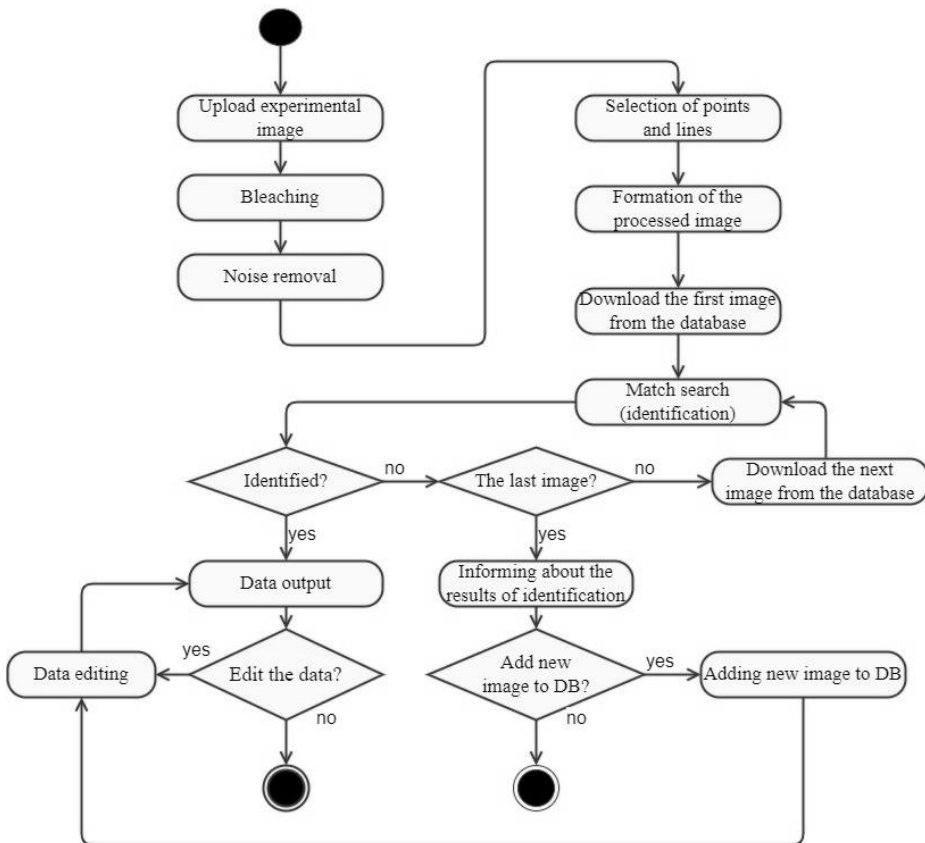 Upload experimental
image
Bleaching
Noise removal
Selection of points
and lines
Formation of the
processed image
Download the first image
from the database
Match search
(identification)
Identified?
no
The last image?
no
Download the next
image from the database
yes
yes
Data output
Informing about the
results of identification
Data editing
yes
Edit the data?
no
Add new
image to DB?
yes
Adding new image to DB
no